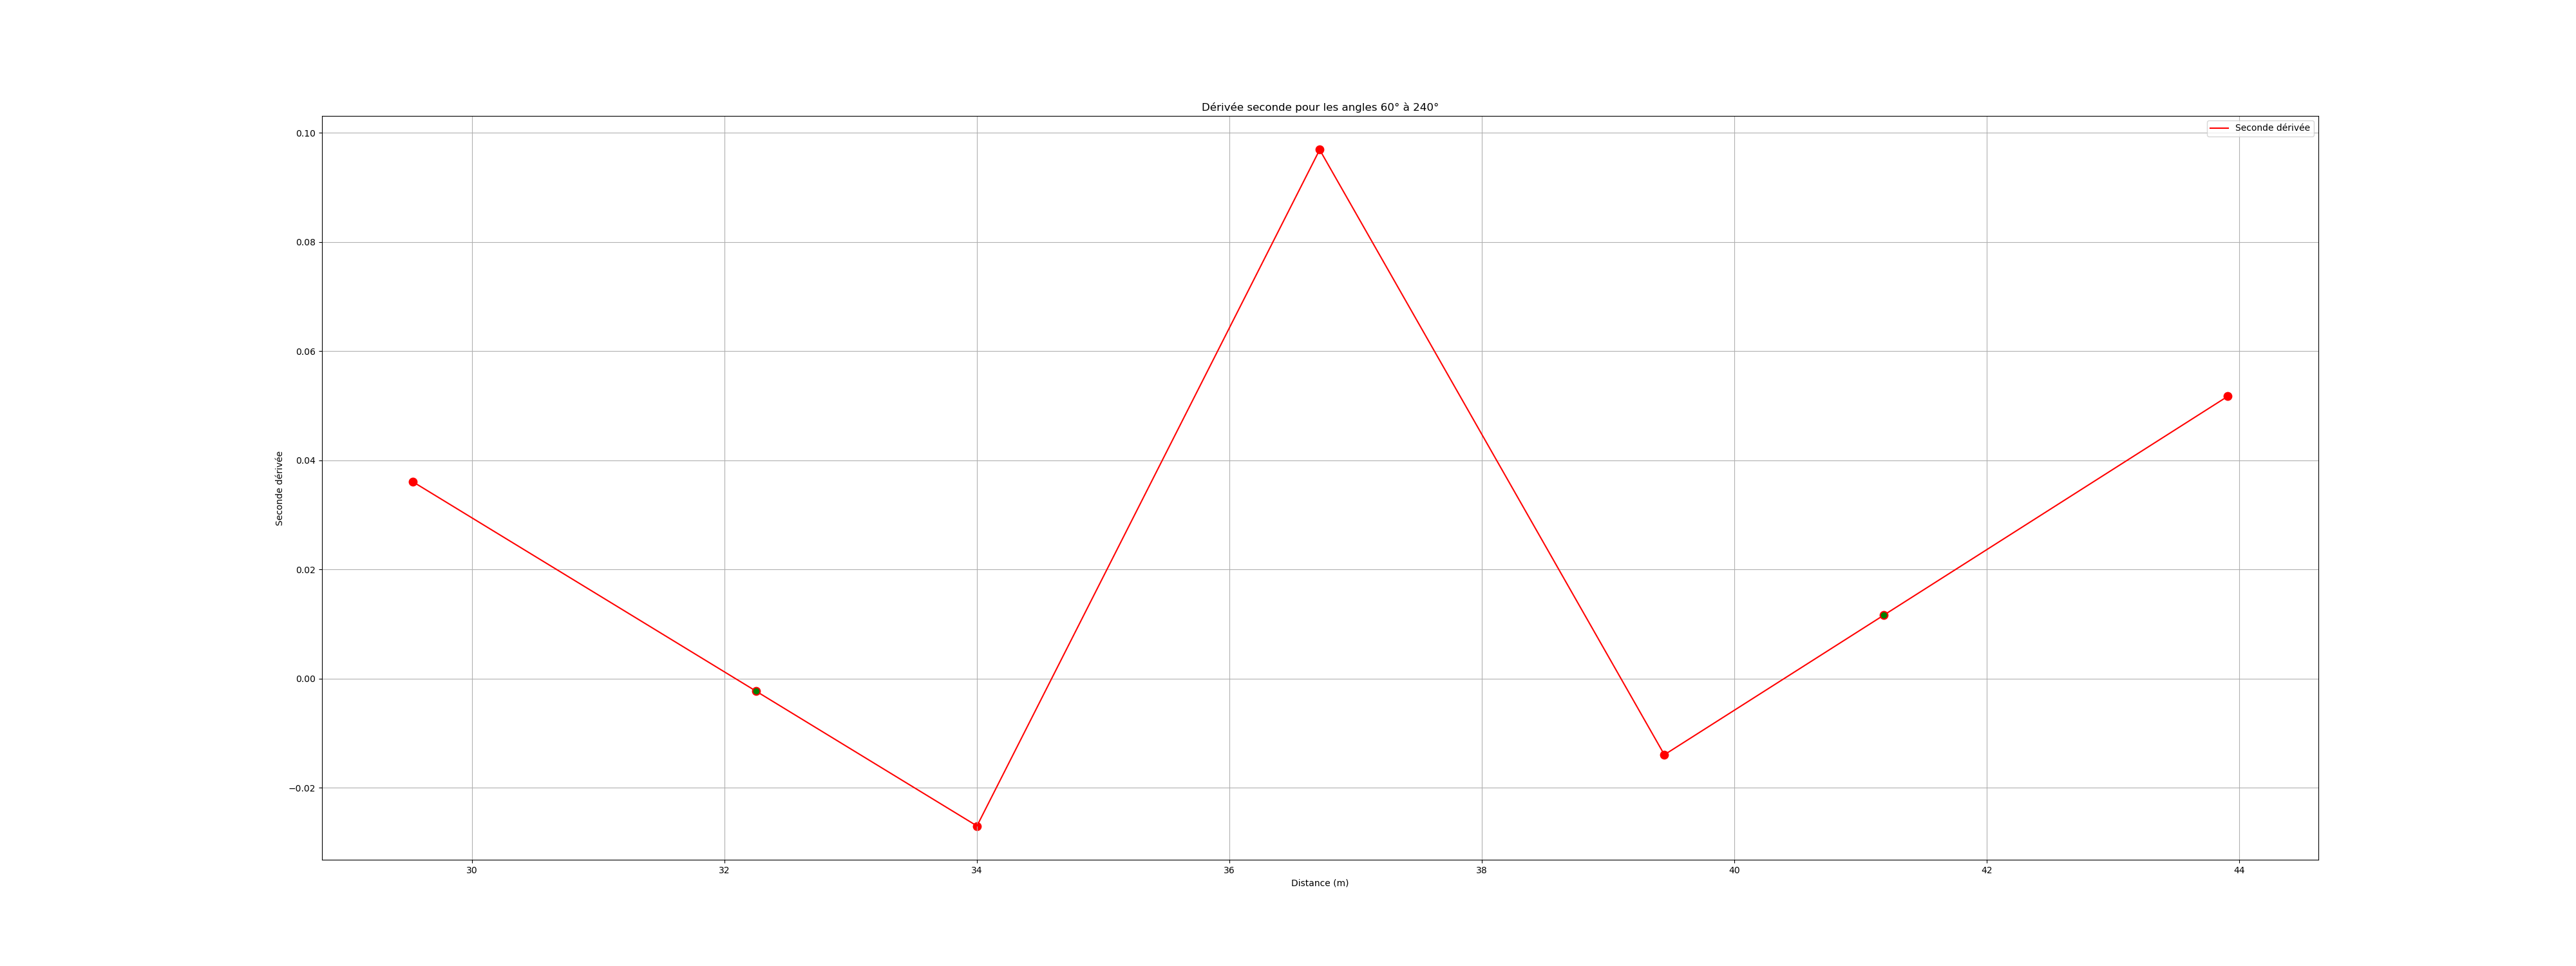 Dérivée seconde pour les angles 60° à 240°
Seconde dérivée
0.10
0.08
0.06
0.04
0.02
0.00
−0.02
Seconde dérivée
30 32 34 36 38 40 42 44
Distance (m)